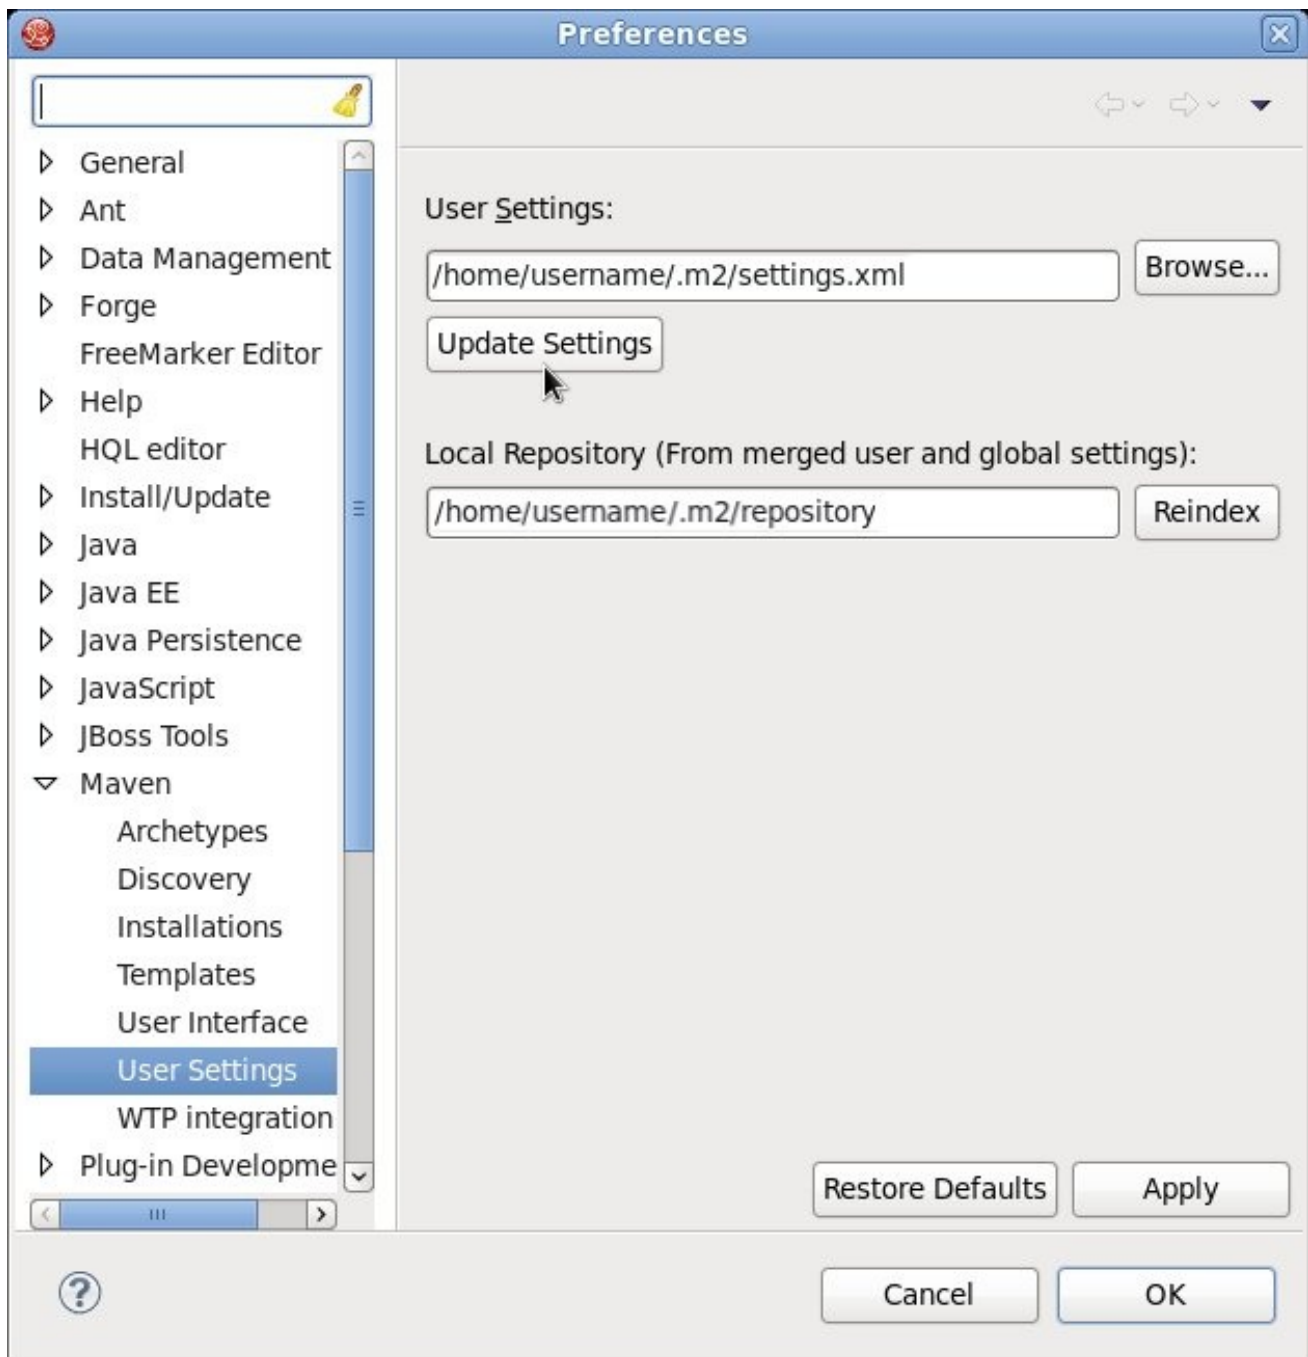 Preferences
General
Ant
Data Management
Forge
FreeMarker Editor
Help
HQL editor
Install/Update
Java
Java EE
Java Persistence
JavaScript
JBoss Tools
Maven
Archetypes
Discovery
Installations
Templates
User Interface
User Settings
WTP integration
Plug-in Developme
User Settings:
/home/username/.m2/settings.xml
Browse...
Update Settings
Local Repository (From merged user and global settings):
/home/username/.m2/repository
Reindex
Restore Defaults
Apply
?
Cancel
OK